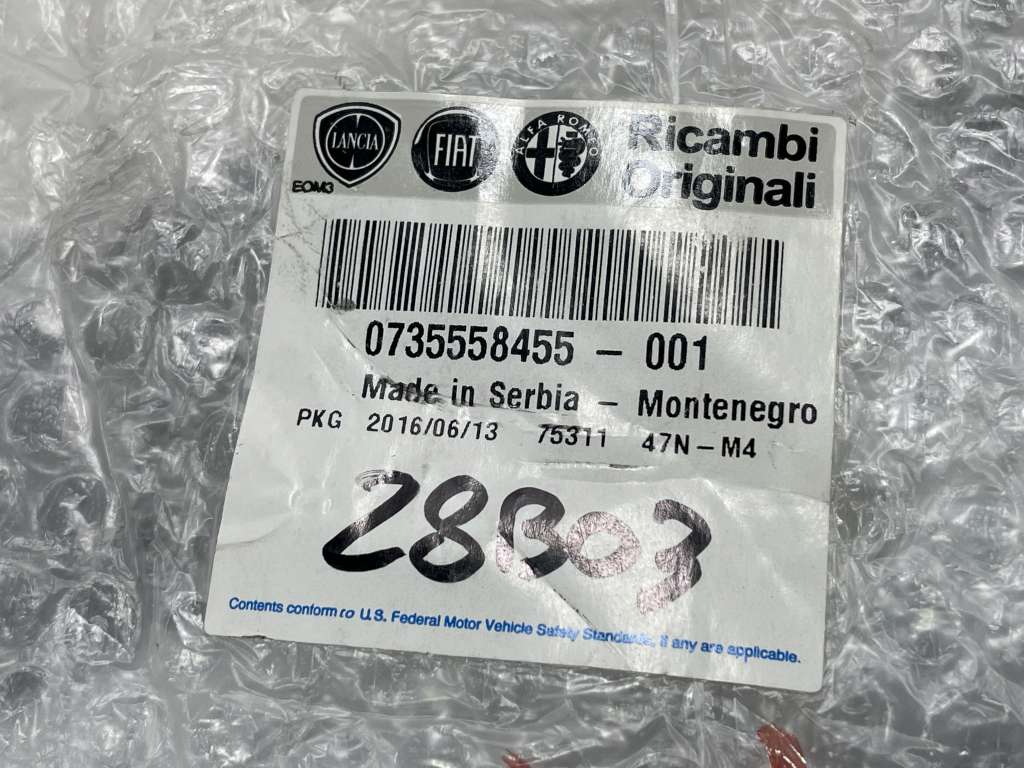 LANCIA FIAT ALFA ROMEO Ricambi
Originali
EOM3
0735558455 – 001
Made in Serbia – Montenegro
PKG 2016/06/13 75311 47N–M4
28B03
Contents conform to U.S. Federal Motor Vehicle Safety Standards, if any are applicable.